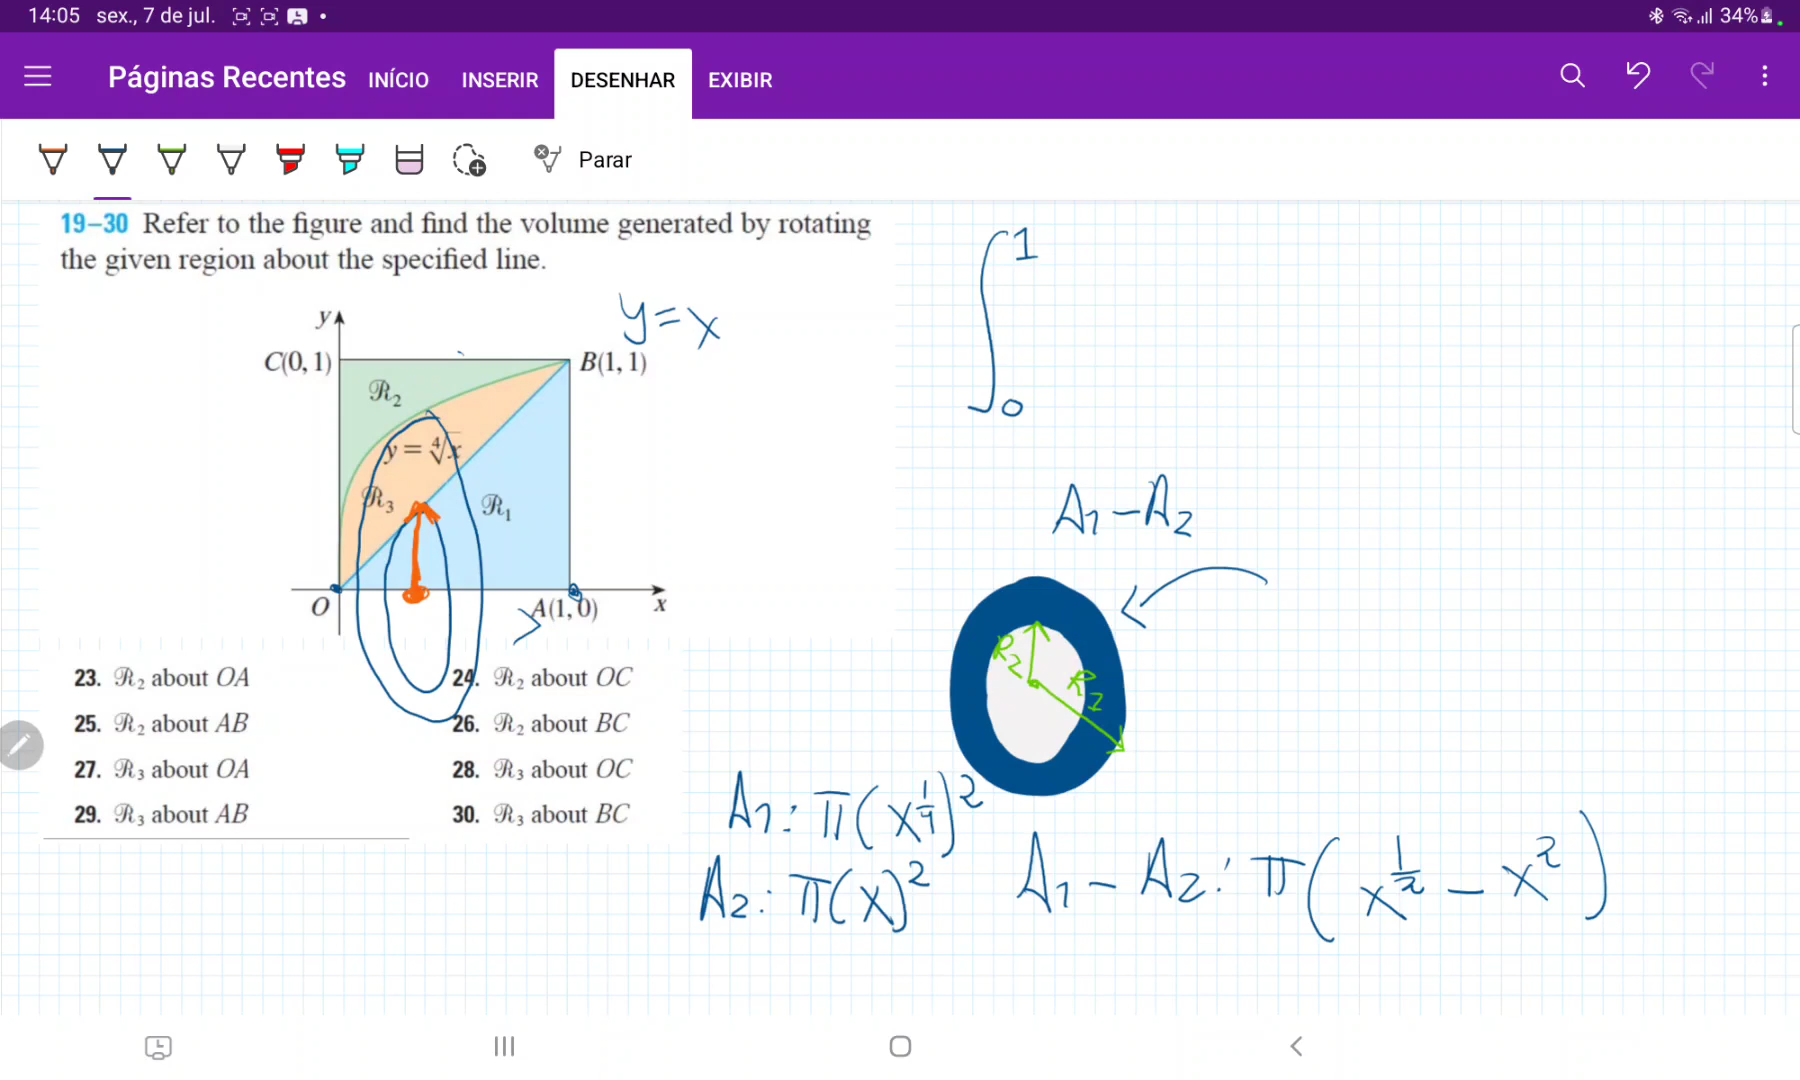 14:05 sex., 7 de jul.
34%
Páginas Recentes INÍCIO INSERIR DESENHAR EXIBIR
Parar
19–30 Refer to the figure and find the volume generated by rotating
the given region about the specified line.
y = x
y
C(0, 1)
B(1, 1)
ℛ2
y = ∜x
ℛ3
ℛ1
O
A(1, 0)
x
23. ℛ2 about OA
24. ℛ2 about OC
25. ℛ2 about AB
26. ℛ2 about BC
27. ℛ3 about OA
28. ℛ3 about OC
29. ℛ3 about AB
30. ℛ3 about BC
∫ 1 0
A1 – A2
R2
R1
A1: π(x^1/4)^2
A2: π(x)^2
A1 – A2: π(x^1/2 – x^2)